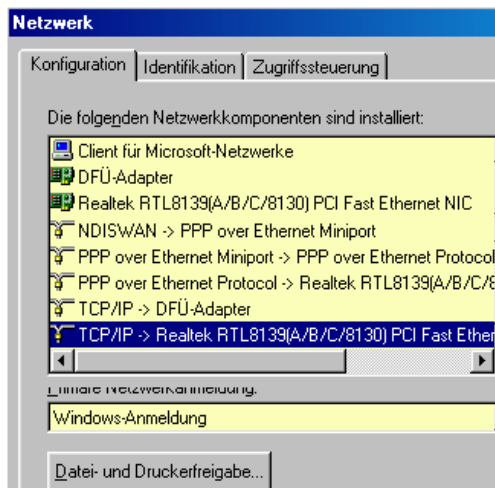 Netzwerk
Konfiguration Identifikation Zugriffssteuerung
Die folgenden Netzwerkkomponenten sind installiert:
Client für Microsoft-Netzwerke
DFÜ-Adapter
Realtek RTL8139(A/B/C/8130) PCI Fast Ethernet NIC
NDISWAN -> PPP over Ethernet Miniport
PPP over Ethernet Miniport -> PPP over Ethernet Protocol
PPP over Ethernet Protocol -> Realtek RTL8139(A/B/C/8
TCP/IP -> DFÜ-Adapter
TCP/IP -> Realtek RTL8139(A/B/C/8130) PCI Fast Ether
Primäre Netzwerkanmeldung:
Windows-Anmeldung
Datei- und Druckerfreigabe...